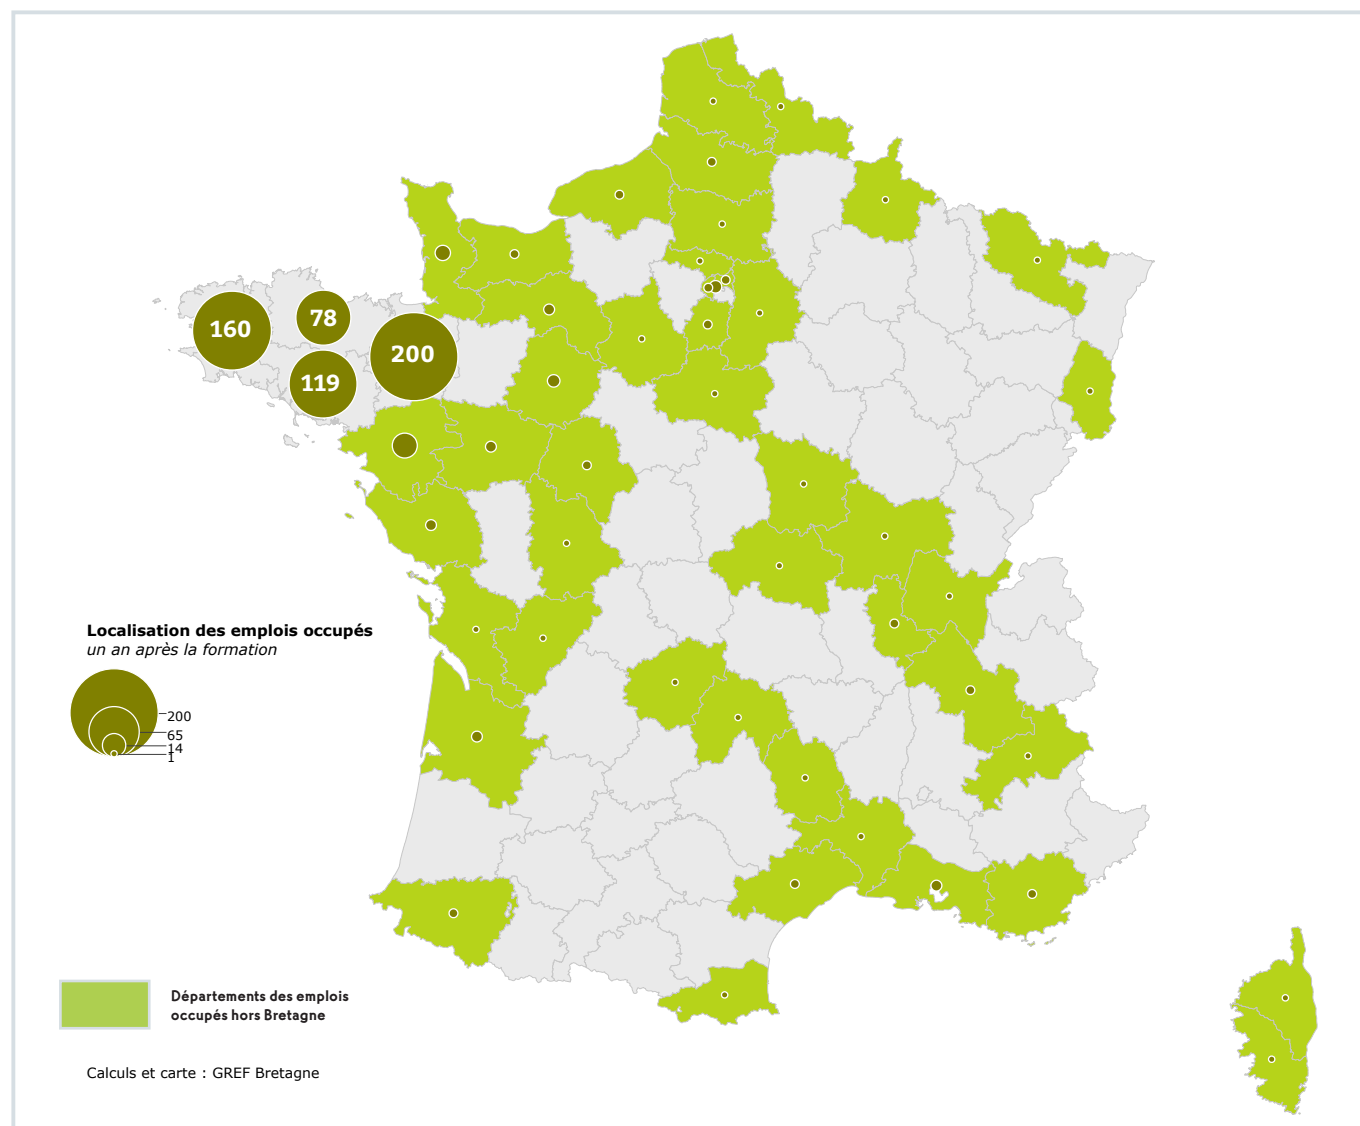 160
78
200
119
Localisation des emplois occupés
un an après la formation
200
65
14
1
Départements des emplois
occupés hors Bretagne
Calculs et carte : GREF Bretagne